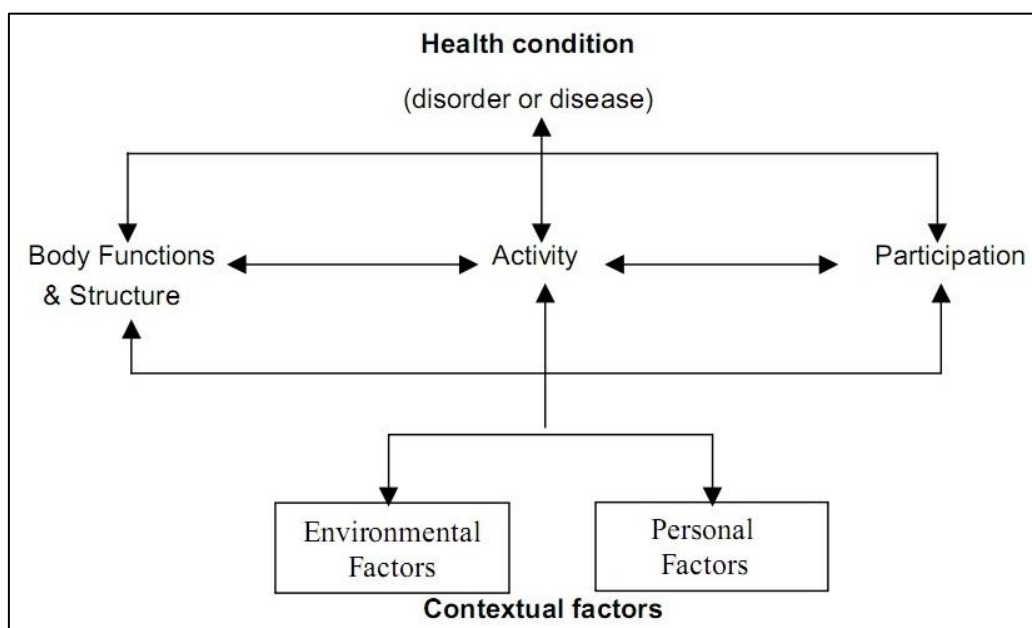 Health condition
(disorder or disease)
Body Functions
& Structure
Activity
Participation
Environmental
Factors
Personal
Factors
Contextual factors